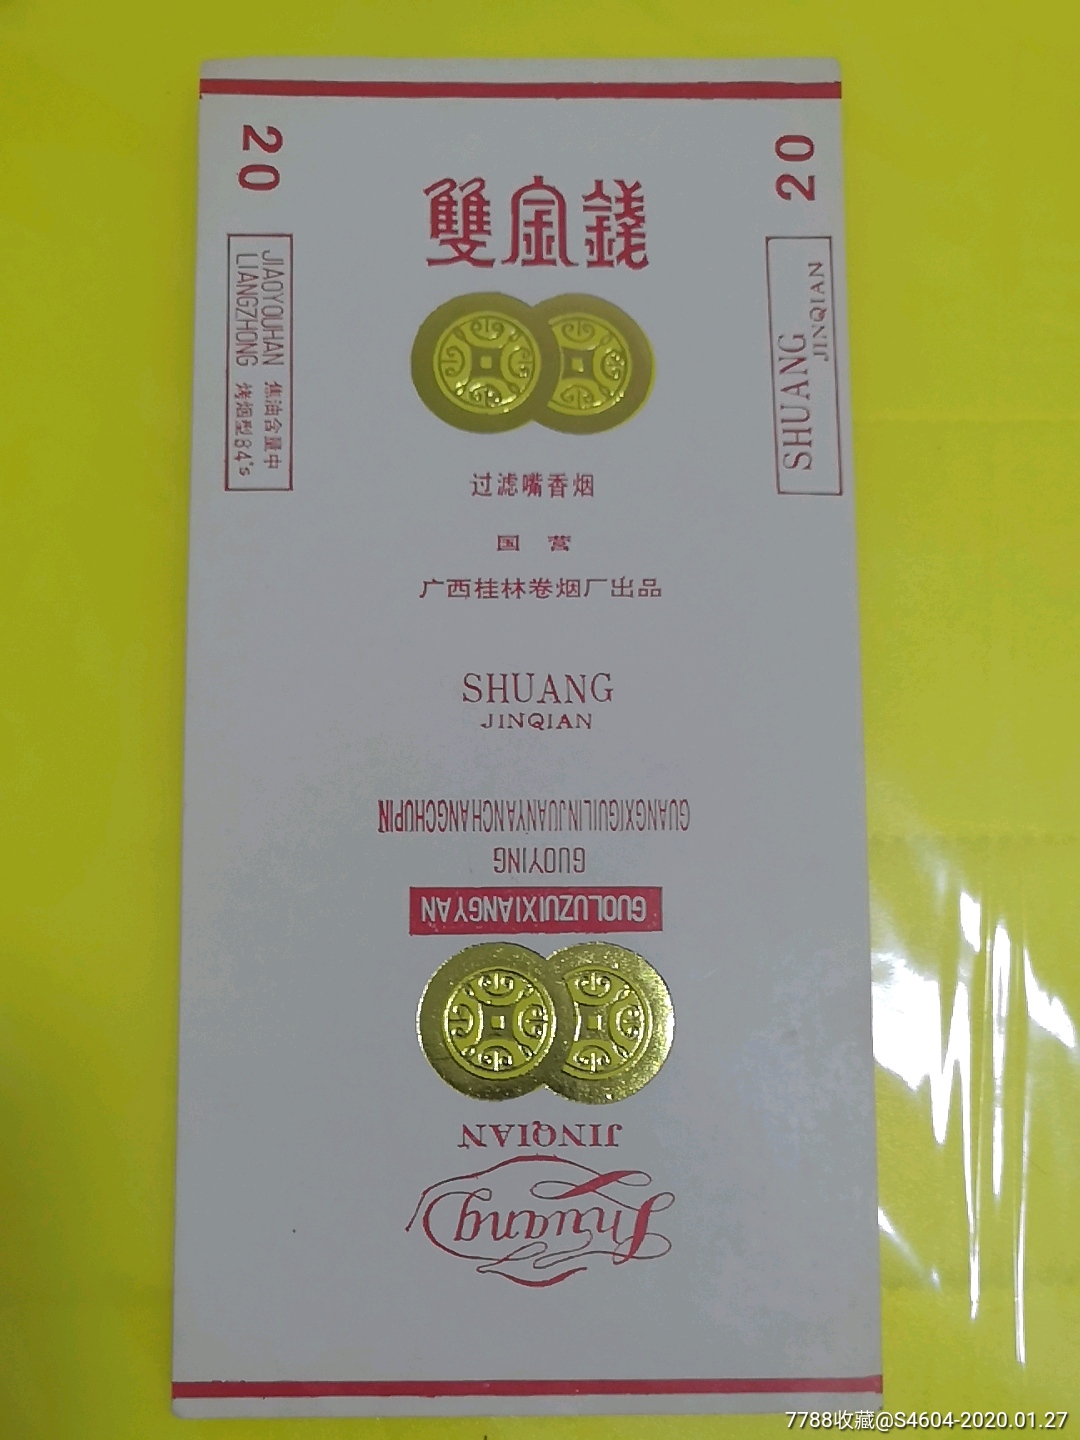 20
20
雙金錢
JIAOYOUHAN 焦油含量中
LIANGZHONG 烤烟型84's
SHUANG
JINQIAN
过滤嘴香烟
国营
广西桂林卷烟厂出品
SHUANG
JINQIAN
GUANGXIGUILINJUANYANCHANGCHUPIN
GUOYING
GUOLUZUIXIANGYAN
JINQIAN
Shuang
7788收藏@S4604-2020.01.27